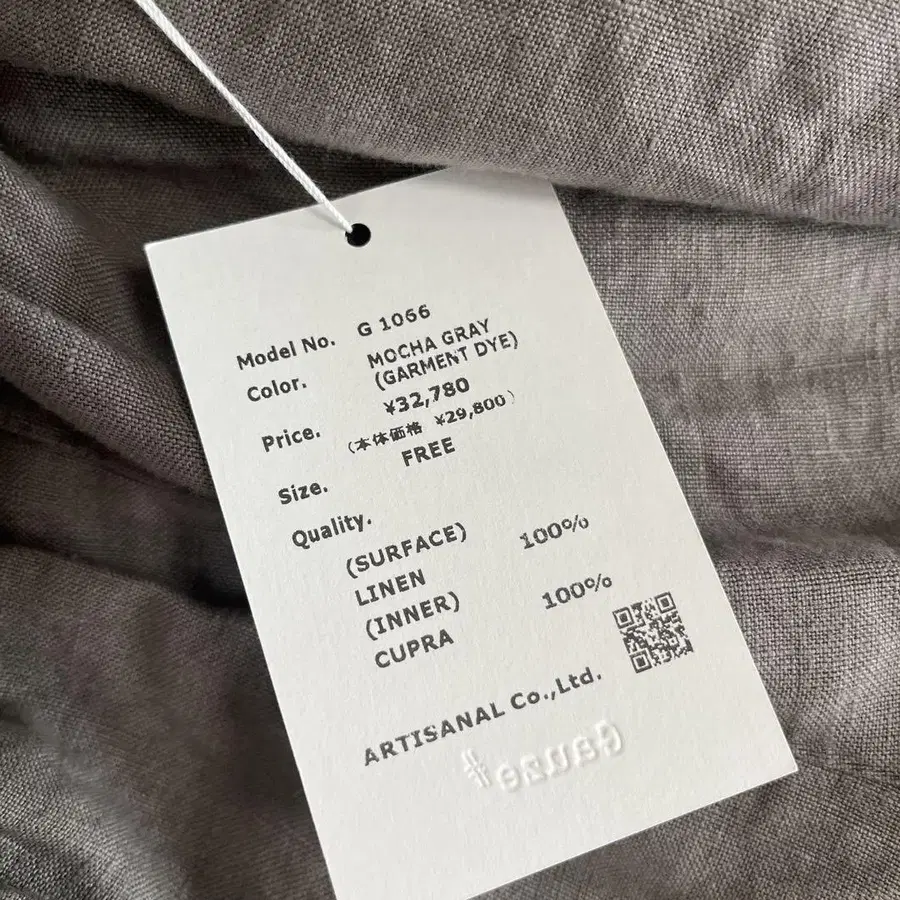 Model No. G 1066
Color. MOCHA GRAY
(GARMENT DYE)
Price. ¥32,780
(本体価格 ¥29,800)
Size. FREE
Quality.
(SURFACE)
LINEN 100%
(INNER)
CUPRA 100%
ARTISANAL Co.,Ltd.
Gauze#